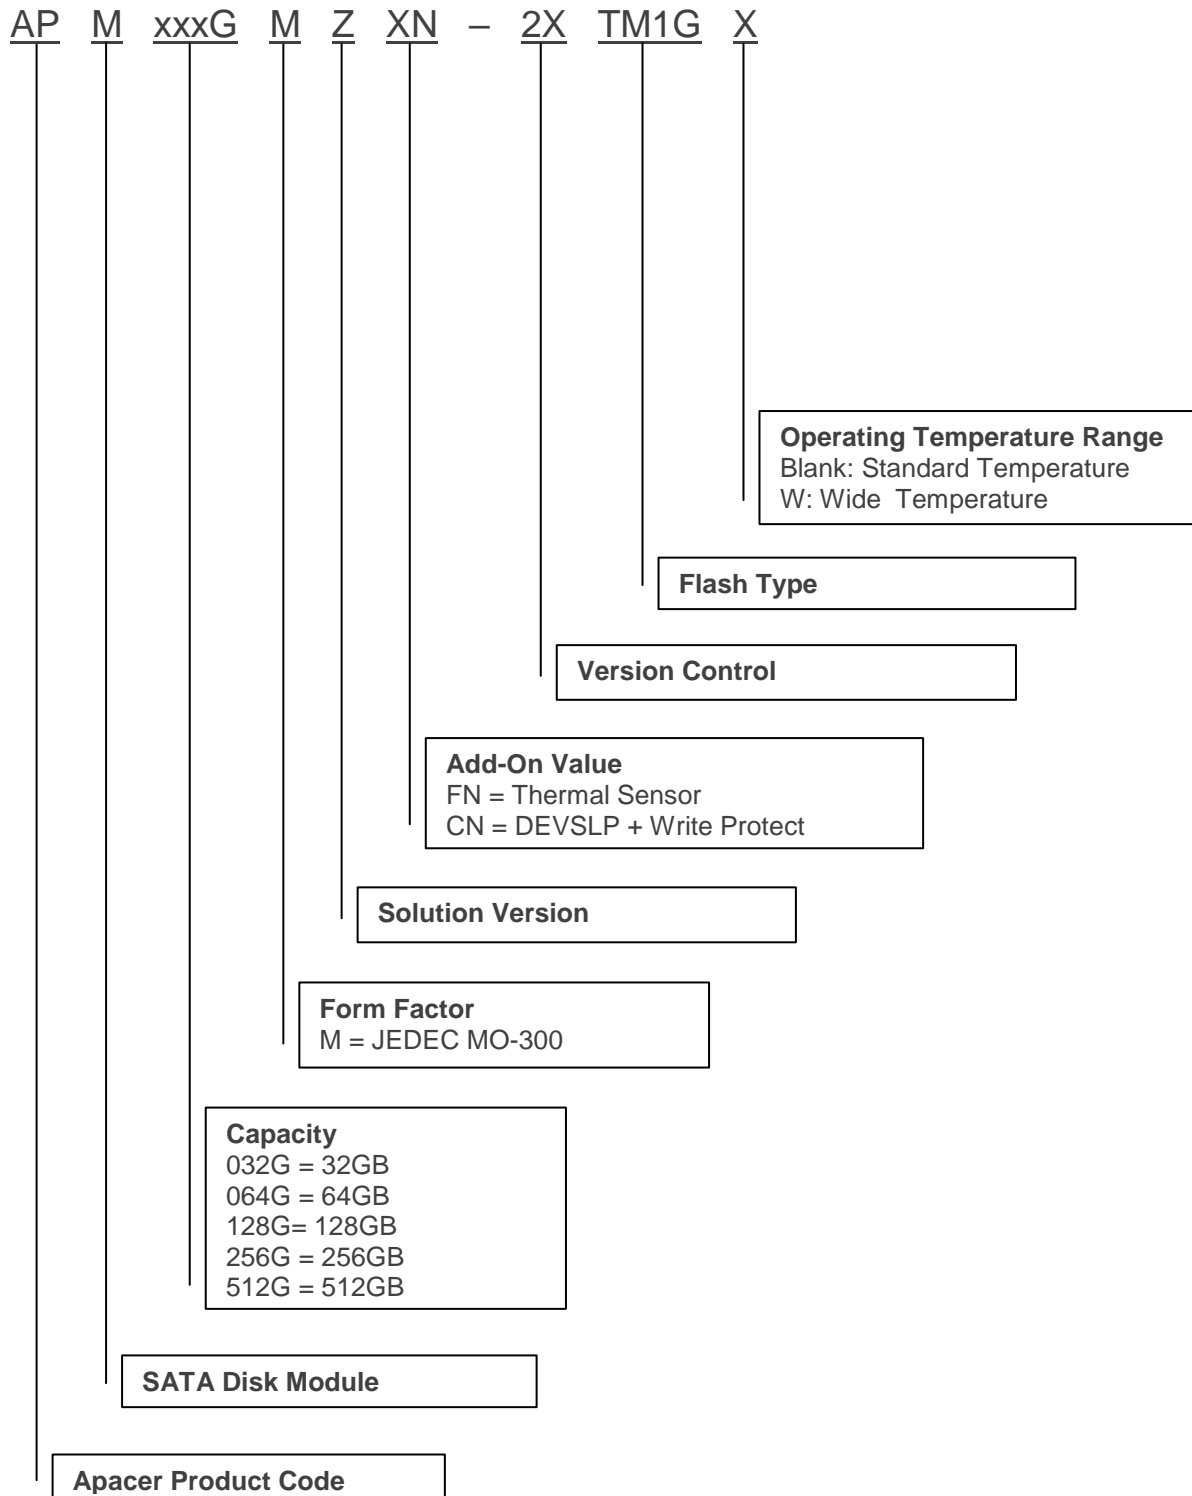 AP M xxxG M Z XN – 2X TM1G X
Operating Temperature Range
Blank: Standard Temperature
W: Wide Temperature
Flash Type
Version Control
Add-On Value
FN = Thermal Sensor
CN = DEVSLP + Write Protect
Solution Version
Form Factor
M = JEDEC MO-300
Capacity
032G = 32GB
064G = 64GB
128G= 128GB
256G = 256GB
512G = 512GB
SATA Disk Module
Apacer Product Code